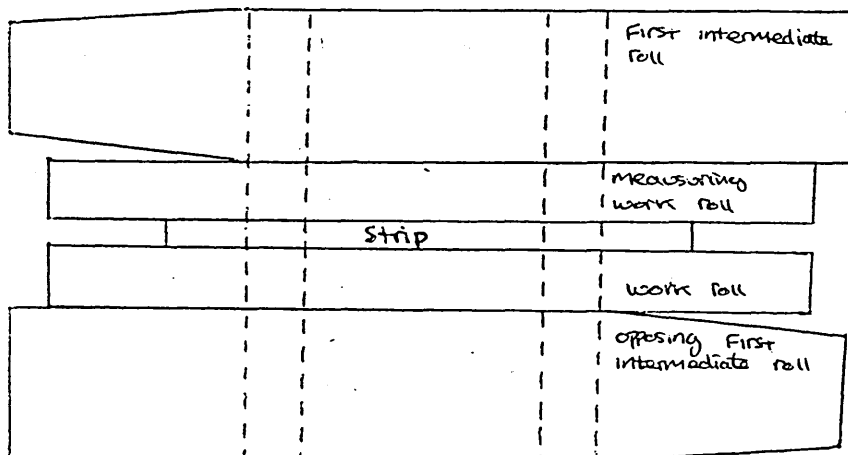 First intermediate
roll
measuring
work roll
Strip
work roll
opposing First
intermediate roll